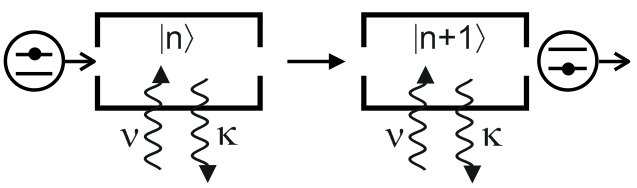 |n⟩ |n+1⟩
ν κ ν κ